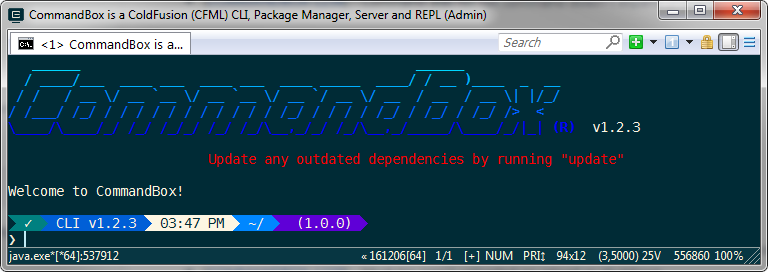 CommandBox is a ColdFusion (CFML) CLI, Package Manager, Server and REPL (Admin)
<1> CommandBox is a...
Search
CommandBox (R) v1.2.3
Update any outdated dependencies by running "update"
Welcome to CommandBox!
✓ CLI v1.2.3 03:47 PM ~/ (1.0.0)
❯
java.exe*[*64]:537912 « 161206[64] 1/1 [+] NUM PRI↕ 94x12 (3,5000) 25V 556860 100%